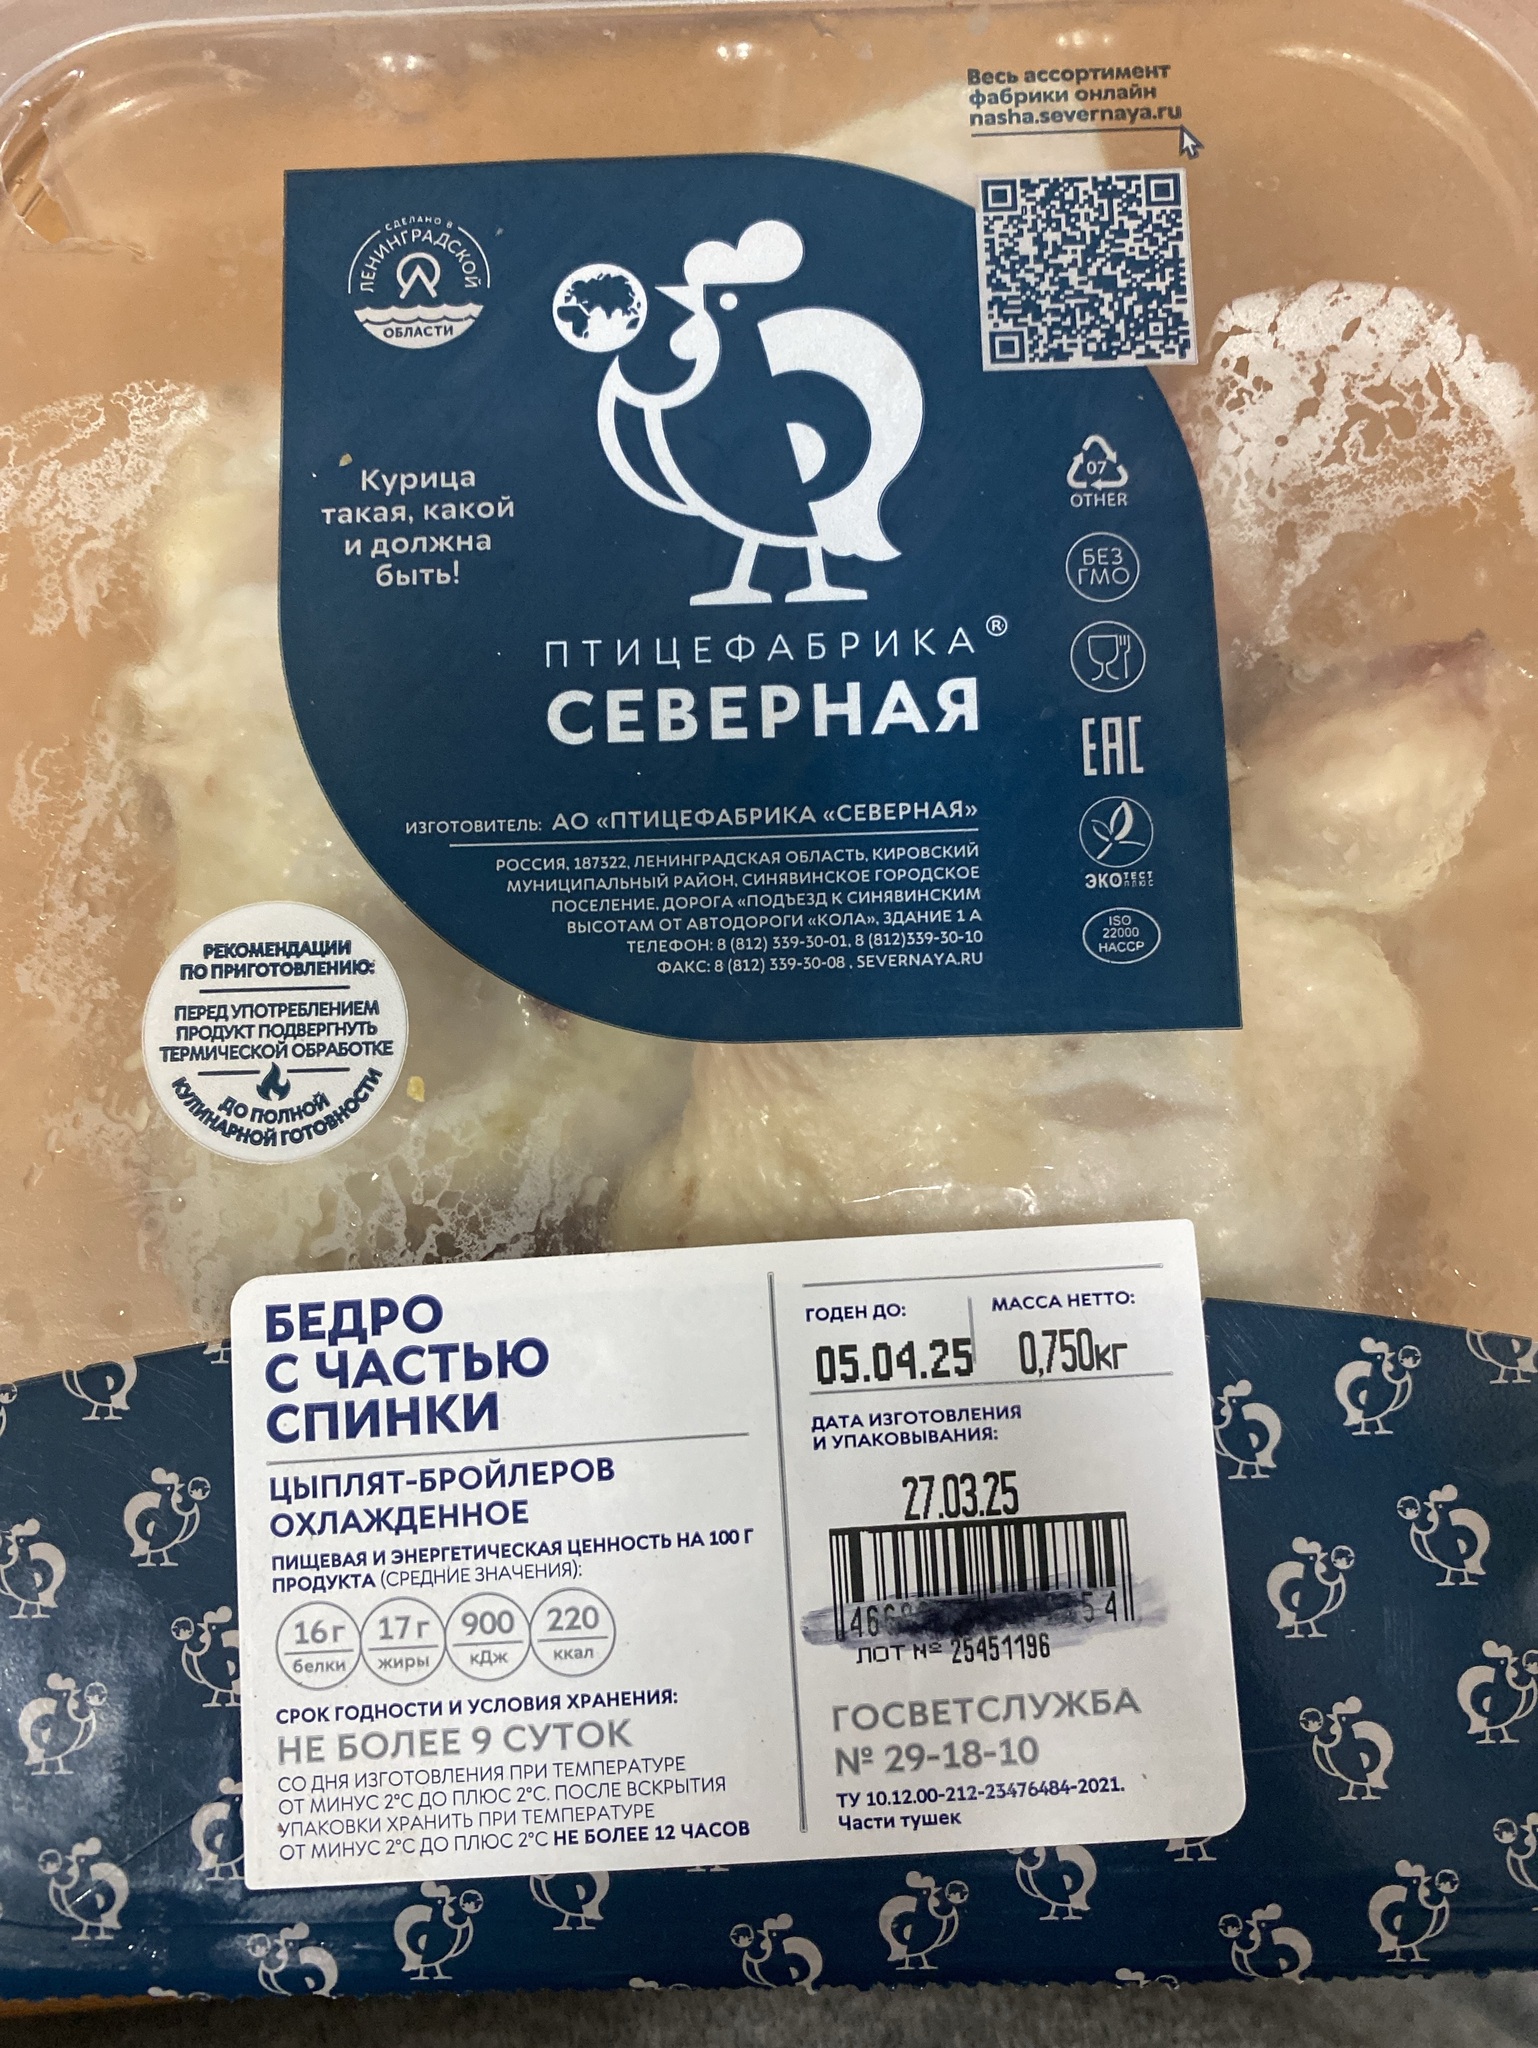 Весь ассортимент
фабрики онлайн
nasha.severnaya.ru
СДЕЛАНО В
ЛЕНИНГРАДСКОЙ
ОБЛАСТИ
Курица
такая, какой
и должна
быть!
07
OTHER
БЕЗ
ГМО
ПТИЦЕФАБРИКА®
СЕВЕРНАЯ
EAC
ЭКОТЕСТ
ПЛЮС
ISO
22000
HACCP
ИЗГОТОВИТЕЛЬ: АО «ПТИЦЕФАБРИКА «СЕВЕРНАЯ»
РОССИЯ, 187322, ЛЕНИНГРАДСКАЯ ОБЛАСТЬ, КИРОВСКИЙ
МУНИЦИПАЛЬНЫЙ РАЙОН, СИНЯВИНСКОЕ ГОРОДСКОЕ
ПОСЕЛЕНИЕ, ДОРОГА «ПОДЪЕЗД К СИНЯВИНСКИМ
ВЫСОТАМ ОТ АВТОДОРОГИ «КОЛА», ЗДАНИЕ 1 А
ТЕЛЕФОН: 8 (812) 339-30-01, 8 (812)339-30-10
ФАКС: 8 (812) 339-30-08 , SEVERNAYA.RU
РЕКОМЕНДАЦИИ
ПО ПРИГОТОВЛЕНИЮ:
ПЕРЕД УПОТРЕБЛЕНИЕМ
ПРОДУКТ ПОДВЕРГНУТЬ
ТЕРМИЧЕСКОЙ ОБРАБОТКЕ
ДО ПОЛНОЙ
КУЛИНАРНОЙ ГОТОВНОСТИ
БЕДРО
С ЧАСТЬЮ
СПИНКИ
ЦЫПЛЯТ-БРОЙЛЕРОВ
ОХЛАЖДЕННОЕ
ПИЩЕВАЯ И ЭНЕРГЕТИЧЕСКАЯ ЦЕННОСТЬ НА 100 Г
ПРОДУКТА (СРЕДНИЕ ЗНАЧЕНИЯ):
16 г 17 г 900 220
белки жиры кДж ккал
СРОК ГОДНОСТИ И УСЛОВИЯ ХРАНЕНИЯ:
НЕ БОЛЕЕ 9 СУТОК
СО ДНЯ ИЗГОТОВЛЕНИЯ ПРИ ТЕМПЕРАТУРЕ
ОТ МИНУС 2°С ДО ПЛЮС 2°С. ПОСЛЕ ВСКРЫТИЯ
УПАКОВКИ ХРАНИТЬ ПРИ ТЕМПЕРАТУРЕ
ОТ МИНУС 2°С ДО ПЛЮС 2°С НЕ БОЛЕЕ 12 ЧАСОВ
ГОДЕН ДО: МАССА НЕТТО:
05.04.25 0,750кг
ДАТА ИЗГОТОВЛЕНИЯ
И УПАКОВЫВАНИЯ:
27.03.25
ЛОТ № 25451196
ГОСВЕТСЛУЖБА
№ 29-18-10
ТУ 10.12.00-212-23476484-2021.
Части тушек